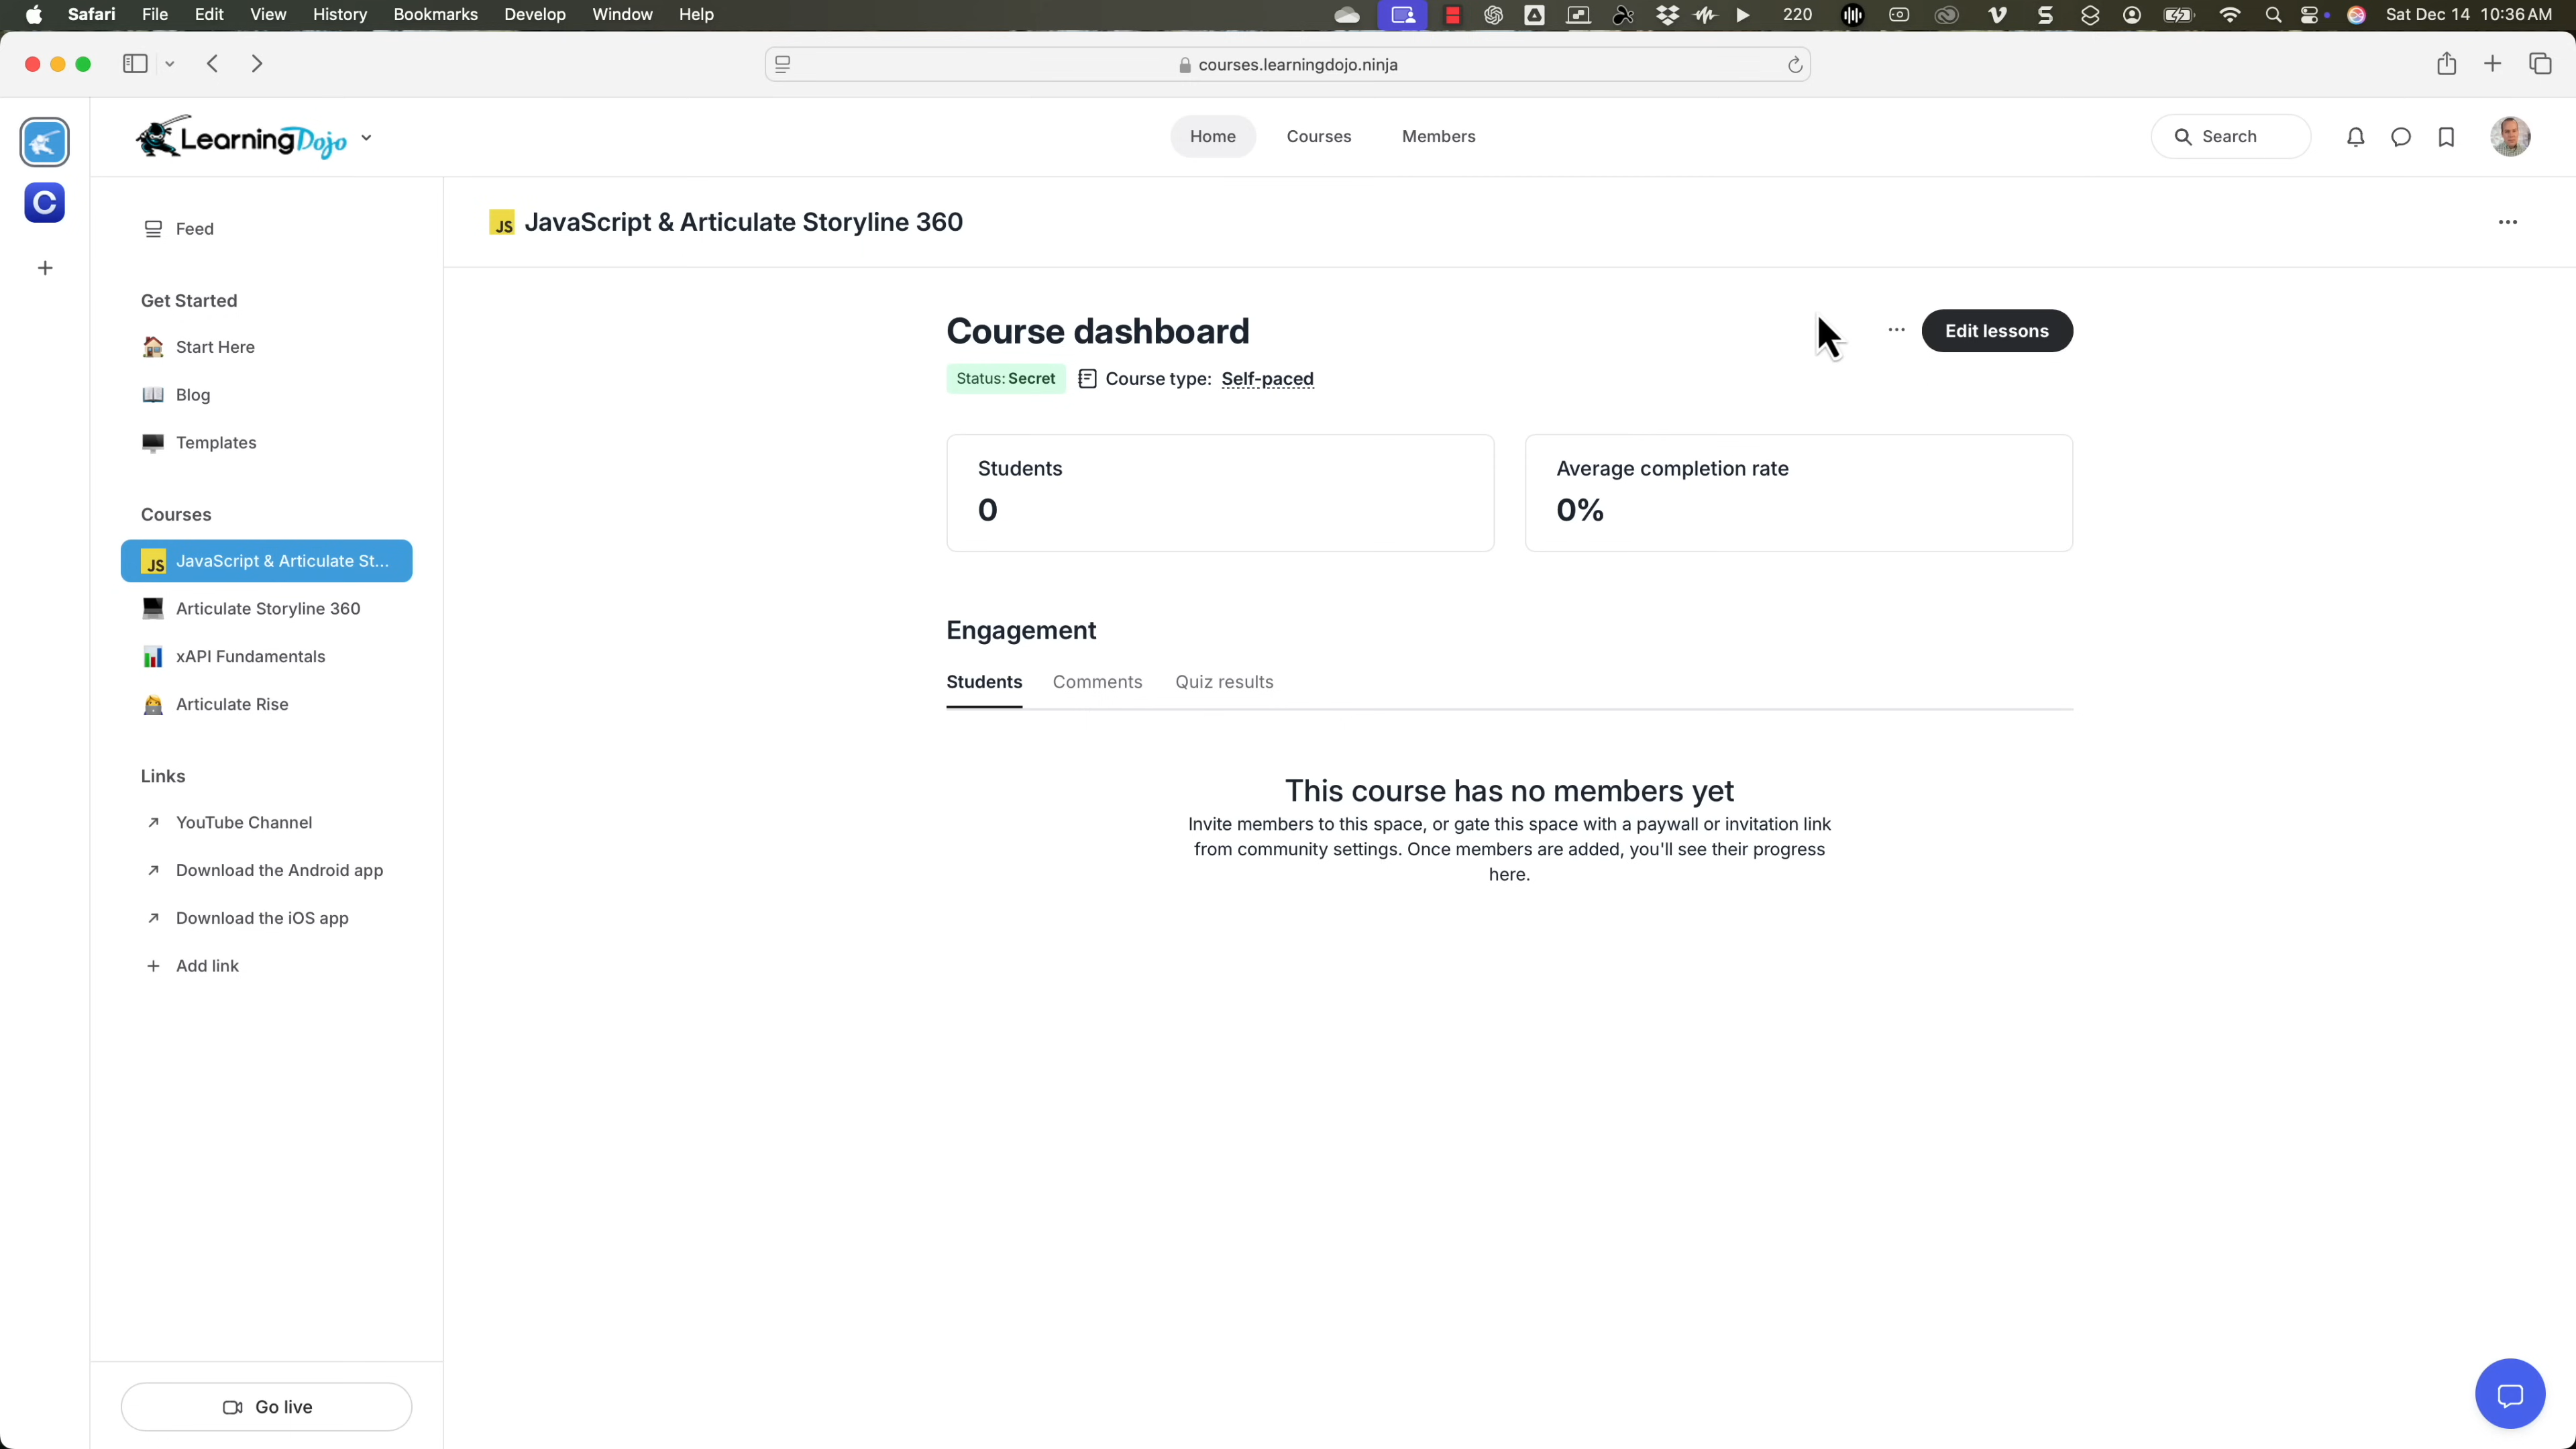 Safari File Edit View History Bookmarks Develop Window Help 220 Sat Dec 14 10:36 AM
courses.learningdojo.ninja
LearningDojo
Home Courses Members Search
C
Feed
JS JavaScript & Articulate Storyline 360
Get Started
Start Here
Blog
Templates
Courses
JS JavaScript & Articulate St...
Articulate Storyline 360
xAPI Fundamentals
Articulate Rise
Links
YouTube Channel
Download the Android app
Download the iOS app
Add link
Go live
Course dashboard
Edit lessons
Status: Secret Course type: Self-paced
Students
0
Average completion rate
0%
Engagement
Students Comments Quiz results
This course has no members yet
Invite members to this space, or gate this space with a paywall or invitation link
from community settings. Once members are added, you'll see their progress
here.